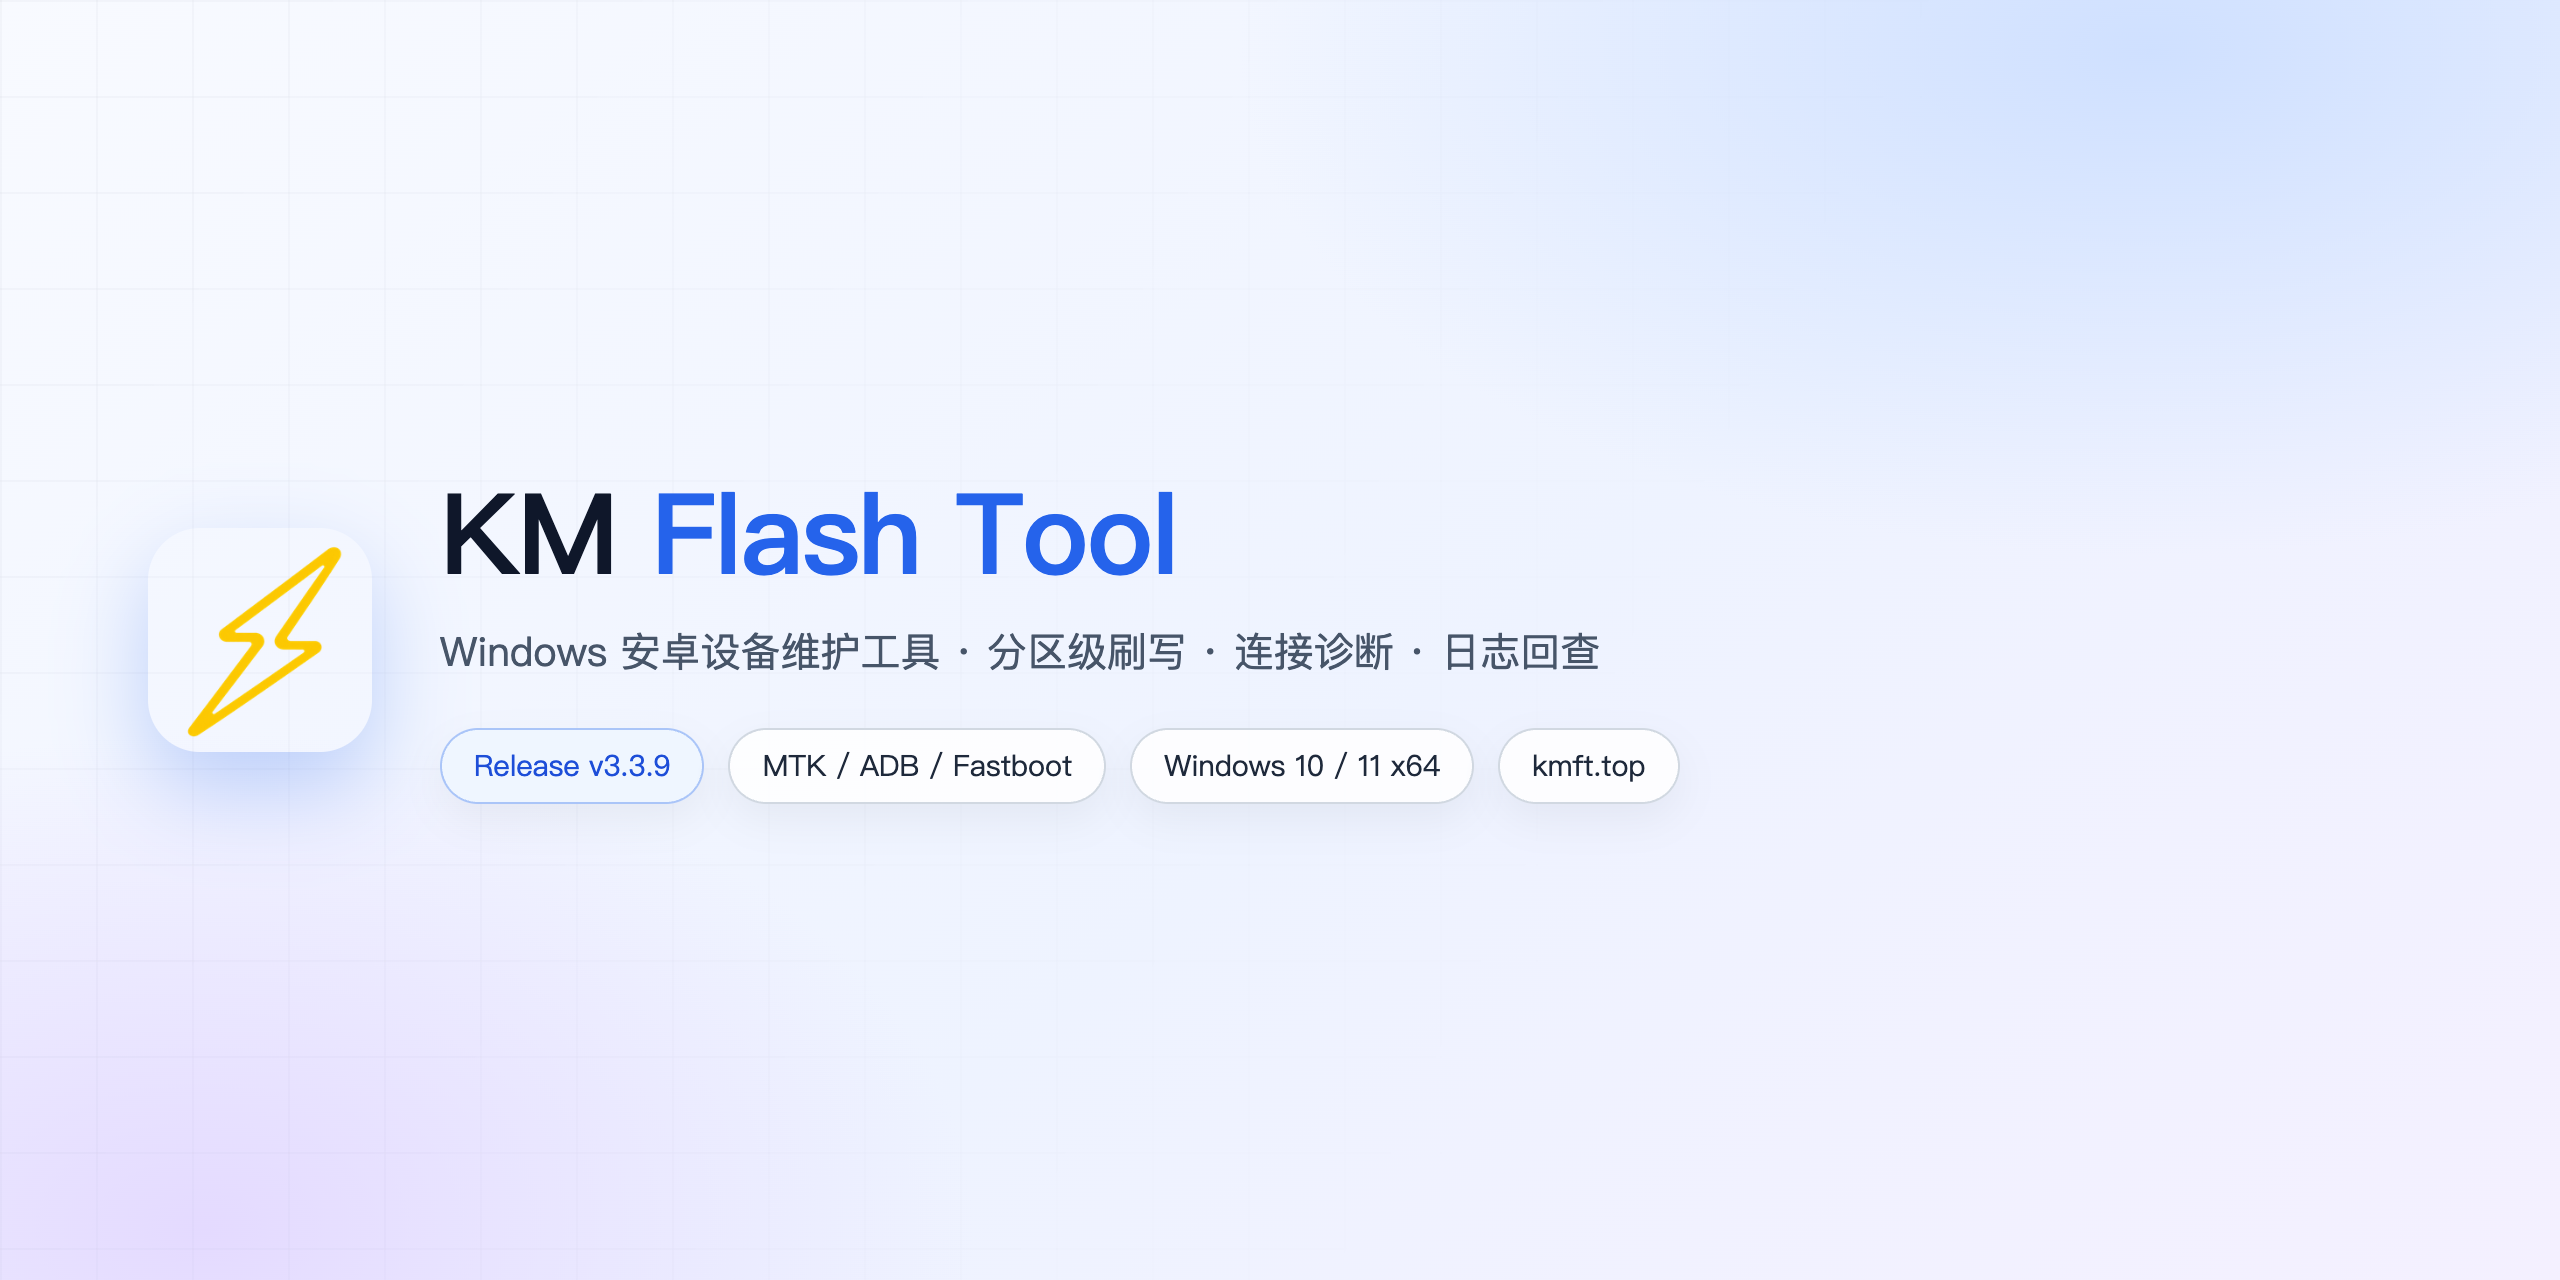 KM Flash Tool
Windows 安卓设备维护工具 · 分区级刷写 · 连接诊断 · 日志回查
Release v3.3.9 MTK / ADB / Fastboot Windows 10 / 11 x64 kmft.top